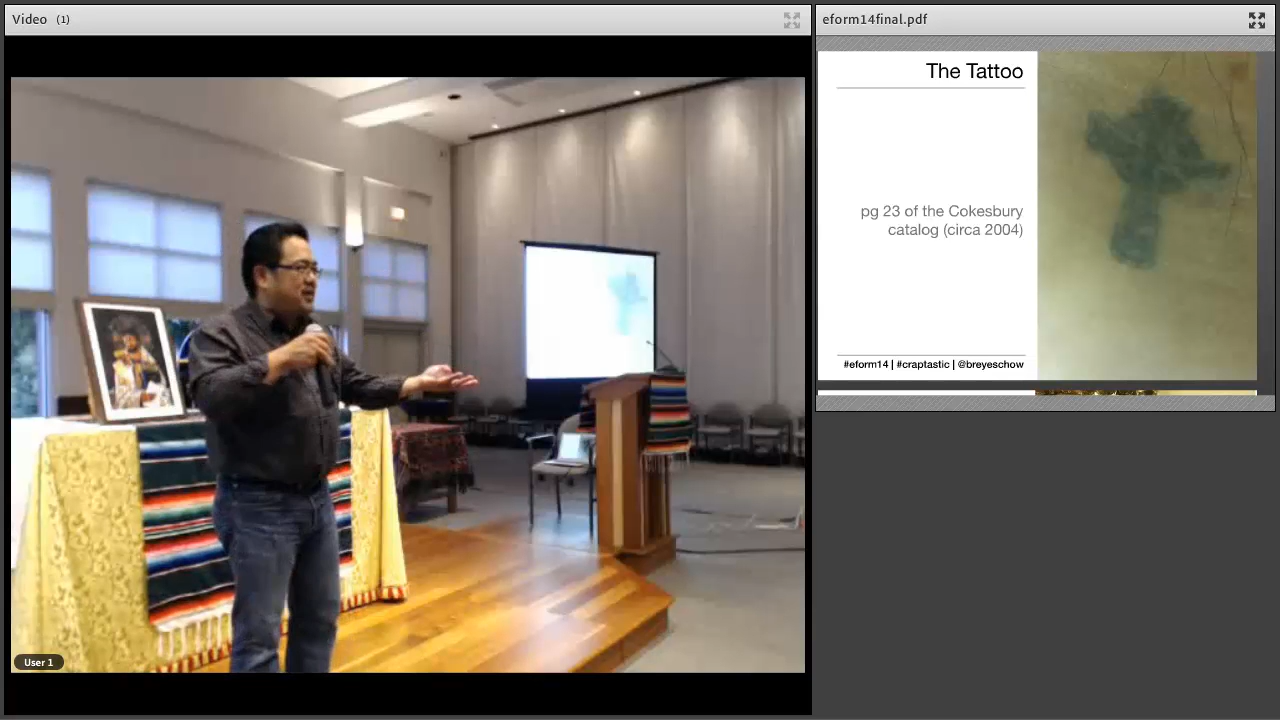 Video (1)
User 1
eform14final.pdf
The Tattoo
pg 23 of the Cokesbury
catalog (circa 2004)
#eform14 | #craptastic | @breyeschow